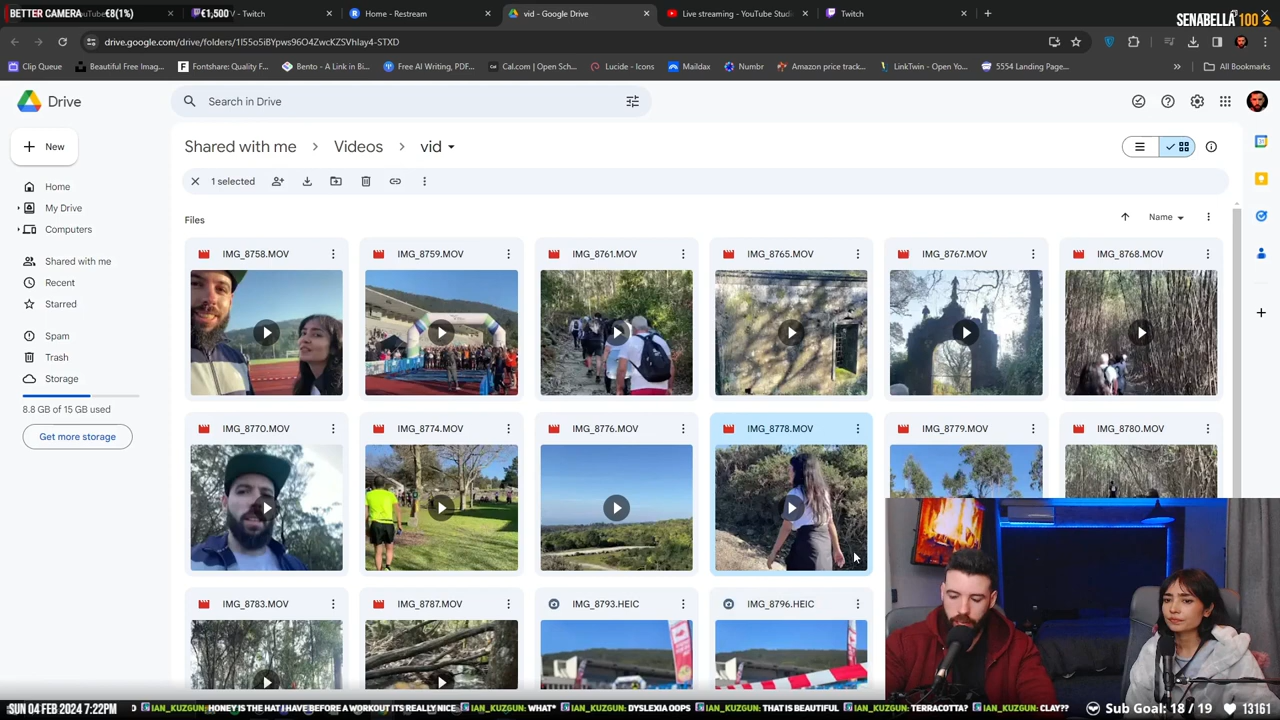 BETTER CAMERA €8(1%)
€1,500
- Twitch
Home - Restream
vid - Google Drive
Live streaming - YouTube Studi
Twitch
SENABELLA 100
drive.google.com/drive/folders/1I55o5iBYpws96O4ZwcKZSVhIay4-STXD
Clip Queue
Beautiful Free Imag...
Fontshare: Quality F...
Bento - A Link in Bi...
Free AI Writing, PDF...
Cal.com | Open Sch...
Lucide - Icons
Maildax
Numbr
Amazon price track...
LinkTwin - Open Yo...
5554 Landing Page...
All Bookmarks
Drive
Search in Drive
New
Shared with me
Videos
vid
1 selected
Home
My Drive
Computers
Shared with me
Recent
Starred
Spam
Trash
Storage
8.8 GB of 15 GB used
Get more storage
Files
Name
IMG_8758.MOV
IMG_8759.MOV
IMG_8761.MOV
IMG_8765.MOV
IMG_8767.MOV
IMG_8768.MOV
IMG_8770.MOV
IMG_8774.MOV
IMG_8776.MOV
IMG_8778.MOV
IMG_8779.MOV
IMG_8780.MOV
IMG_8783.MOV
IMG_8787.MOV
IMG_8793.HEIC
IMG_8796.HEIC
SUN 04 FEB 2024 7:22PM
IAN_KUZGUN: HONEY IS THE HAT I HAVE BEFORE A WORKOUT ITS REALLY NICE
IAN_KUZGUN: WHAT*
IAN_KUZGUN: DYSLEXIA OOPS
IAN_KUZGUN: THAT IS BEAUTIFUL
IAN_KUZGUN: TERRACOTTA?
IAN_KUZGUN: CLAY??
Sub Goal: 18 / 19
13161